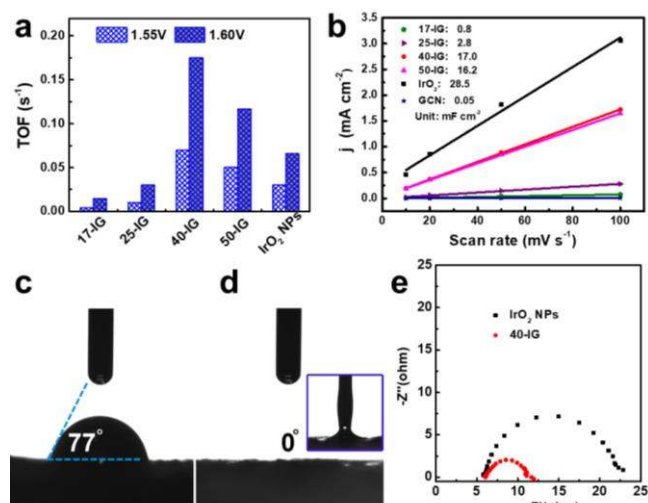 a
1.55V 1.60V
TOF (s⁻¹)
0.20
0.15
0.10
0.05
0.00
17-IG 25-IG 40-IG 50-IG IrO₂ NPs
b
j (mA cm⁻²)
3.5
3.0
2.5
2.0
1.5
1.0
0.5
0.0
17-IG: 0.8
25-IG: 2.8
40-IG: 17.0
50-IG: 16.2
IrO₂: 28.5
GCN: 0.05
Unit: mF cm⁻²
20 40 60 80 100
Scan rate (mV s⁻¹)
c
77°
d
0°
e
-Z''(ohm)
25
20
15
10
5
0
IrO₂ NPs
40-IG
0 5 10 15 20 25